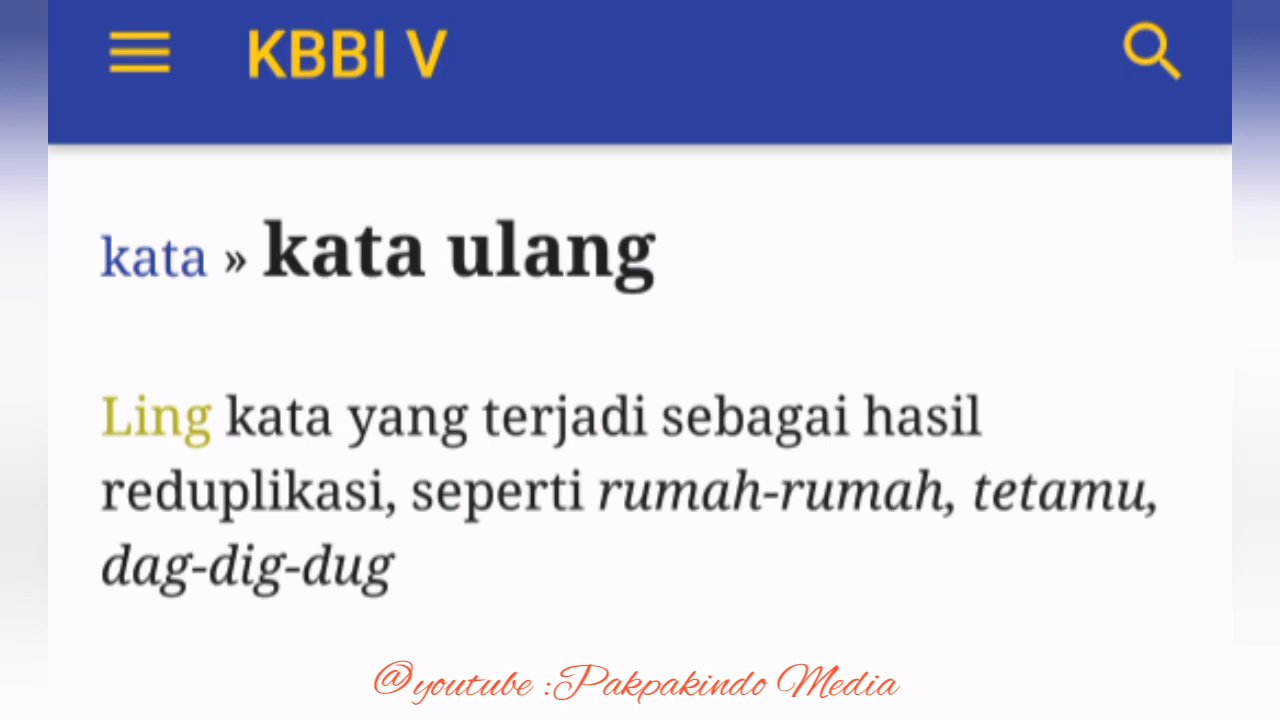 KBBI V
kata » kata ulang
Ling kata yang terjadi sebagai hasil
reduplikasi, seperti rumah-rumah, tetamu,
dag-dig-dug
@youtube :Pakpakindo Media